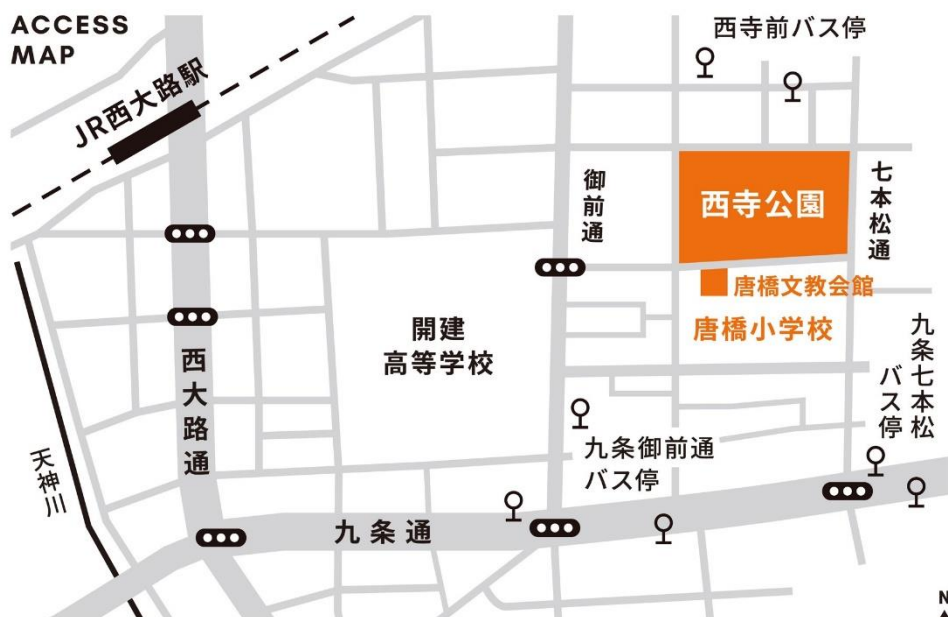 ACCESS
MAP
西寺前バス停
JR西大路駅
御前通
七本松通
西寺公園
唐橋文教会館
唐橋小学校
開建
高等学校
西大路通
九条七本松
バス停
天神川
九条御前通
バス停
九条通
N